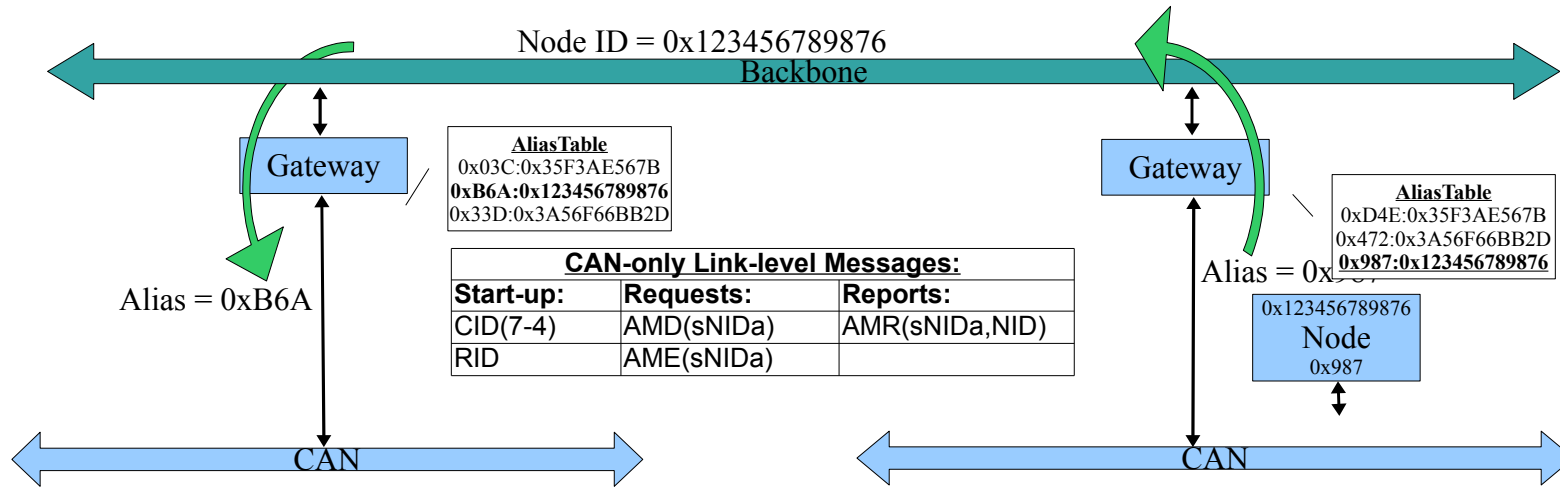 Node ID = 0x123456789876
Backbone
Gateway
AliasTable
0x03C:0x35F3AE567B
0xB6A:0x123456789876
0x33D:0x3A56F66BB2D
Gateway
AliasTable
0xD4E:0x35F3AE567B
0x472:0x3A56F66BB2D
0x987:0x123456789876
Alias = 0xB6A
CAN-only Link-level Messages:
Start-up: Requests: Reports:
CID(7-4) AMD(sNIDa) AMR(sNIDa,NID)
RID AME(sNIDa)
Alias = 0x987
0x123456789876
Node
0x987
CAN
CAN